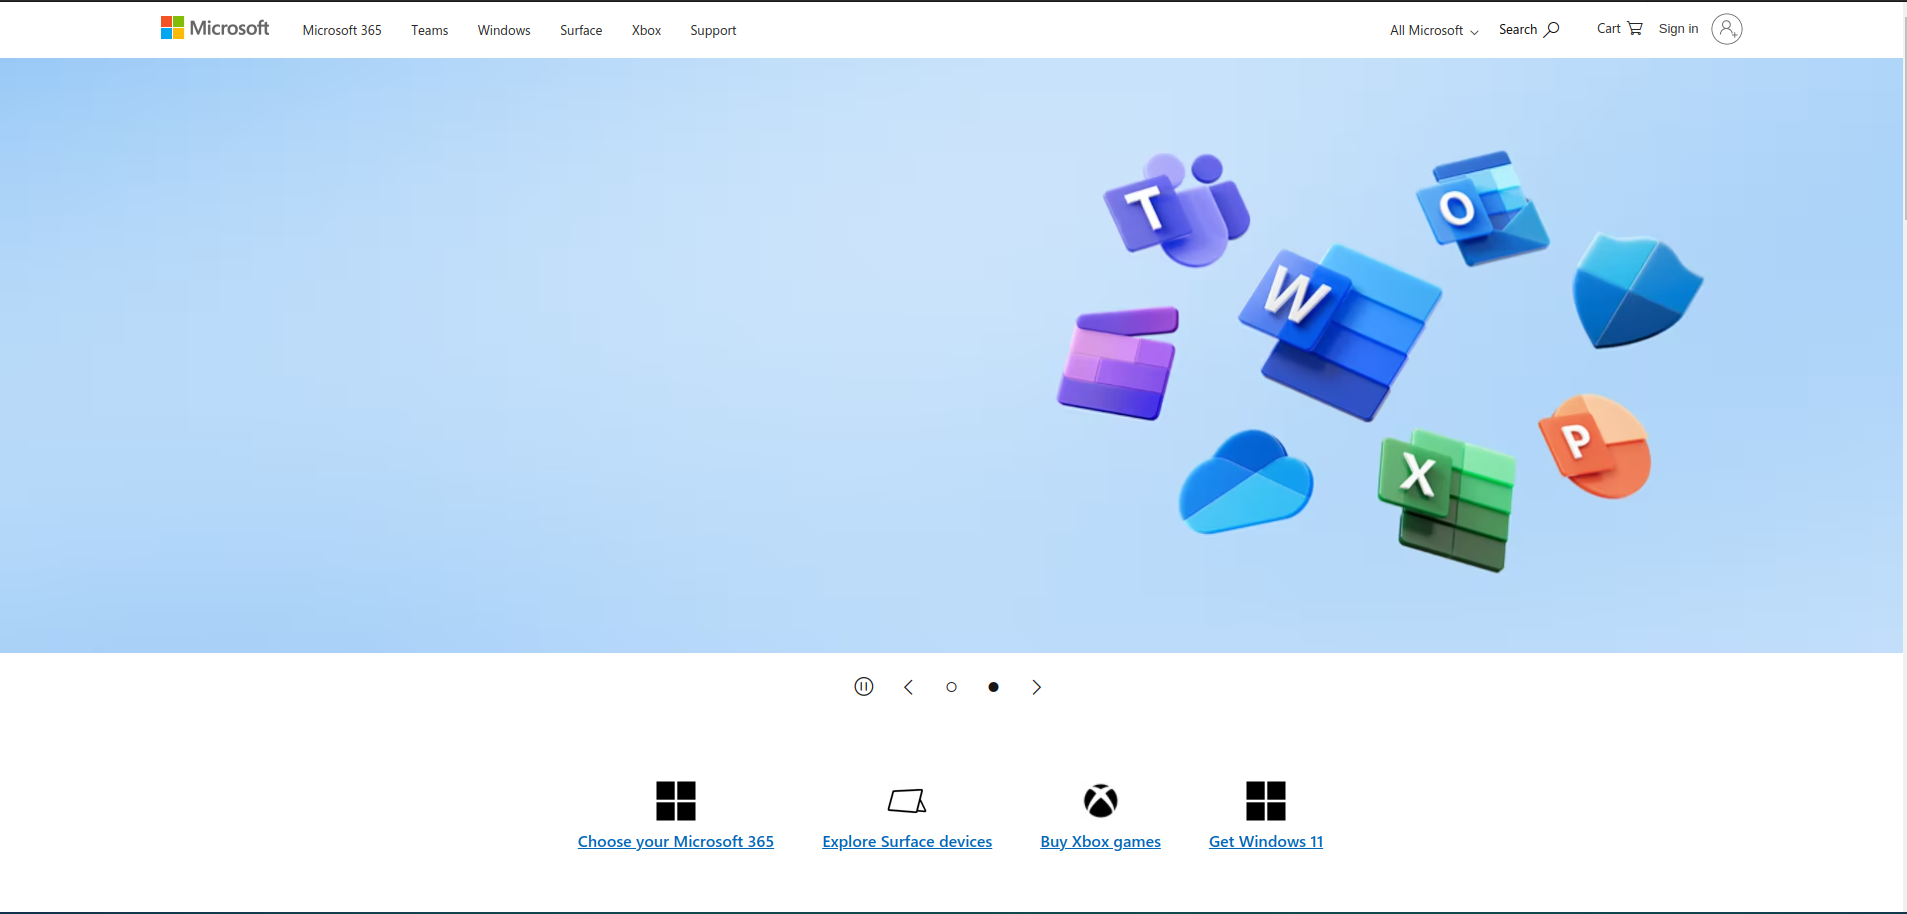 Microsoft
Microsoft 365
Teams
Windows
Surface
Xbox
Support
All Microsoft
Search
Cart
Sign in
T
O
W
X
P
Choose your Microsoft 365
Explore Surface devices
Buy Xbox games
Get Windows 11